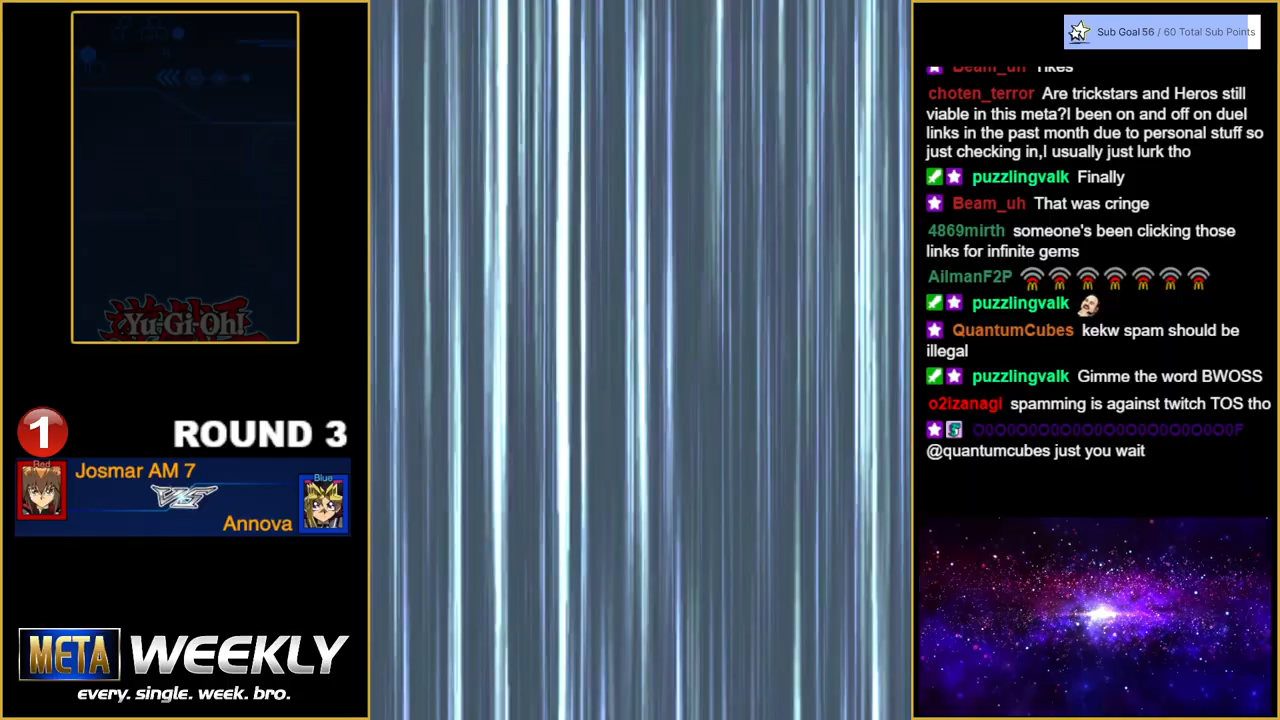 Yu-Gi-Oh!
1
ROUND 3
Red
Josmar AM 7
VS
Blue
Annova
META WEEKLY
every. single. week. bro.
Sub Goal 56 / 60 Total Sub Points
Beam_uh Yikes
choten_terror Are trickstars and Heros still
viable in this meta?I been on and off on duel
links in the past month due to personal stuff so
just checking in,I usually just lurk tho
puzzlingvalk Finally
Beam_uh That was cringe
4869mirth someone's been clicking those
links for infinite gems
AilmanF2P
puzzlingvalk
QuantumCubes kekw spam should be
illegal
puzzlingvalk Gimme the word BWOSS
o2izanagi spamming is against twitch TOS tho
@quantumcubes just you wait